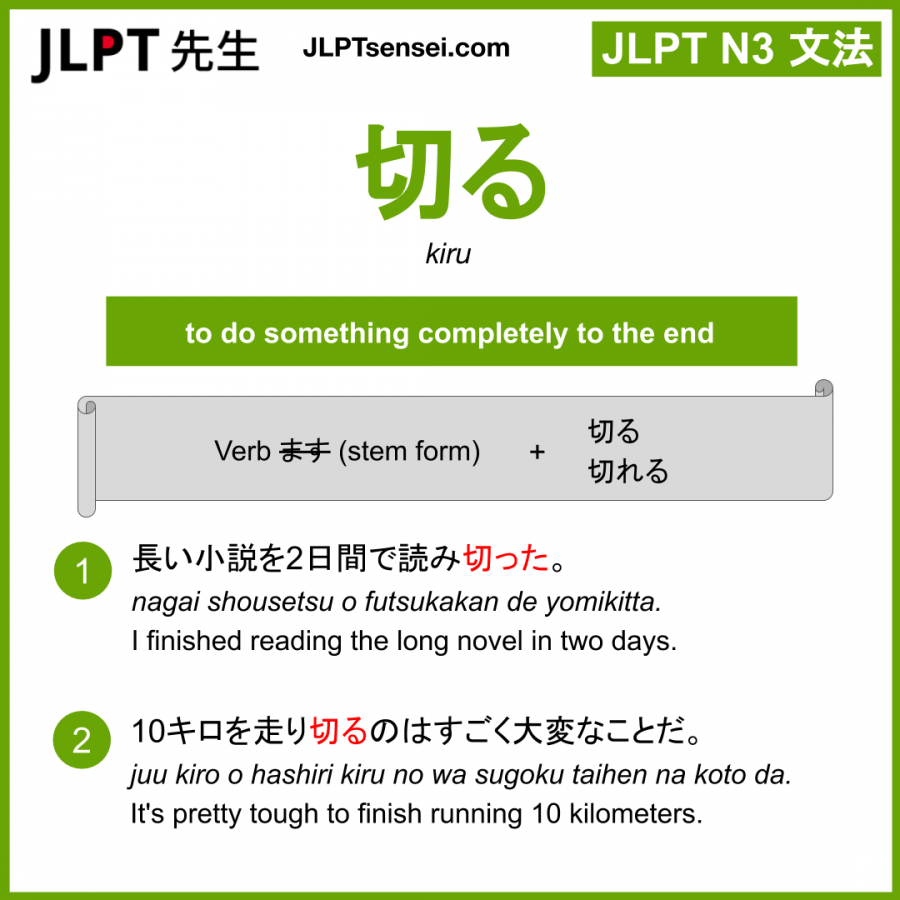 JLPT 先生
JLPTsensei.com
JLPT N3 文法
切る
kiru
to do something completely to the end
Verb ます (stem form) + 切る
切れる
1 長い小説を2日間で読み切った。
nagai shousetsu o futsukakan de yomikitta.
I finished reading the long novel in two days.
2 10キロを走り切るのはすごく大変なことだ。
juu kiro o hashiri kiru no wa sugoku taihen na koto da.
It's pretty tough to finish running 10 kilometers.